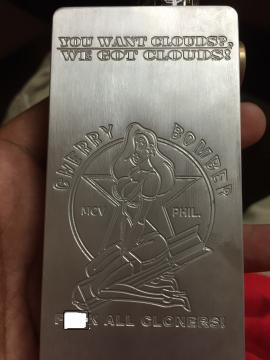 YOU WANT CLOUDS?,
WE GOT CLOUDS!
CHERRY BOMBER
MCV PHIL.
F K ALL CLONERS!